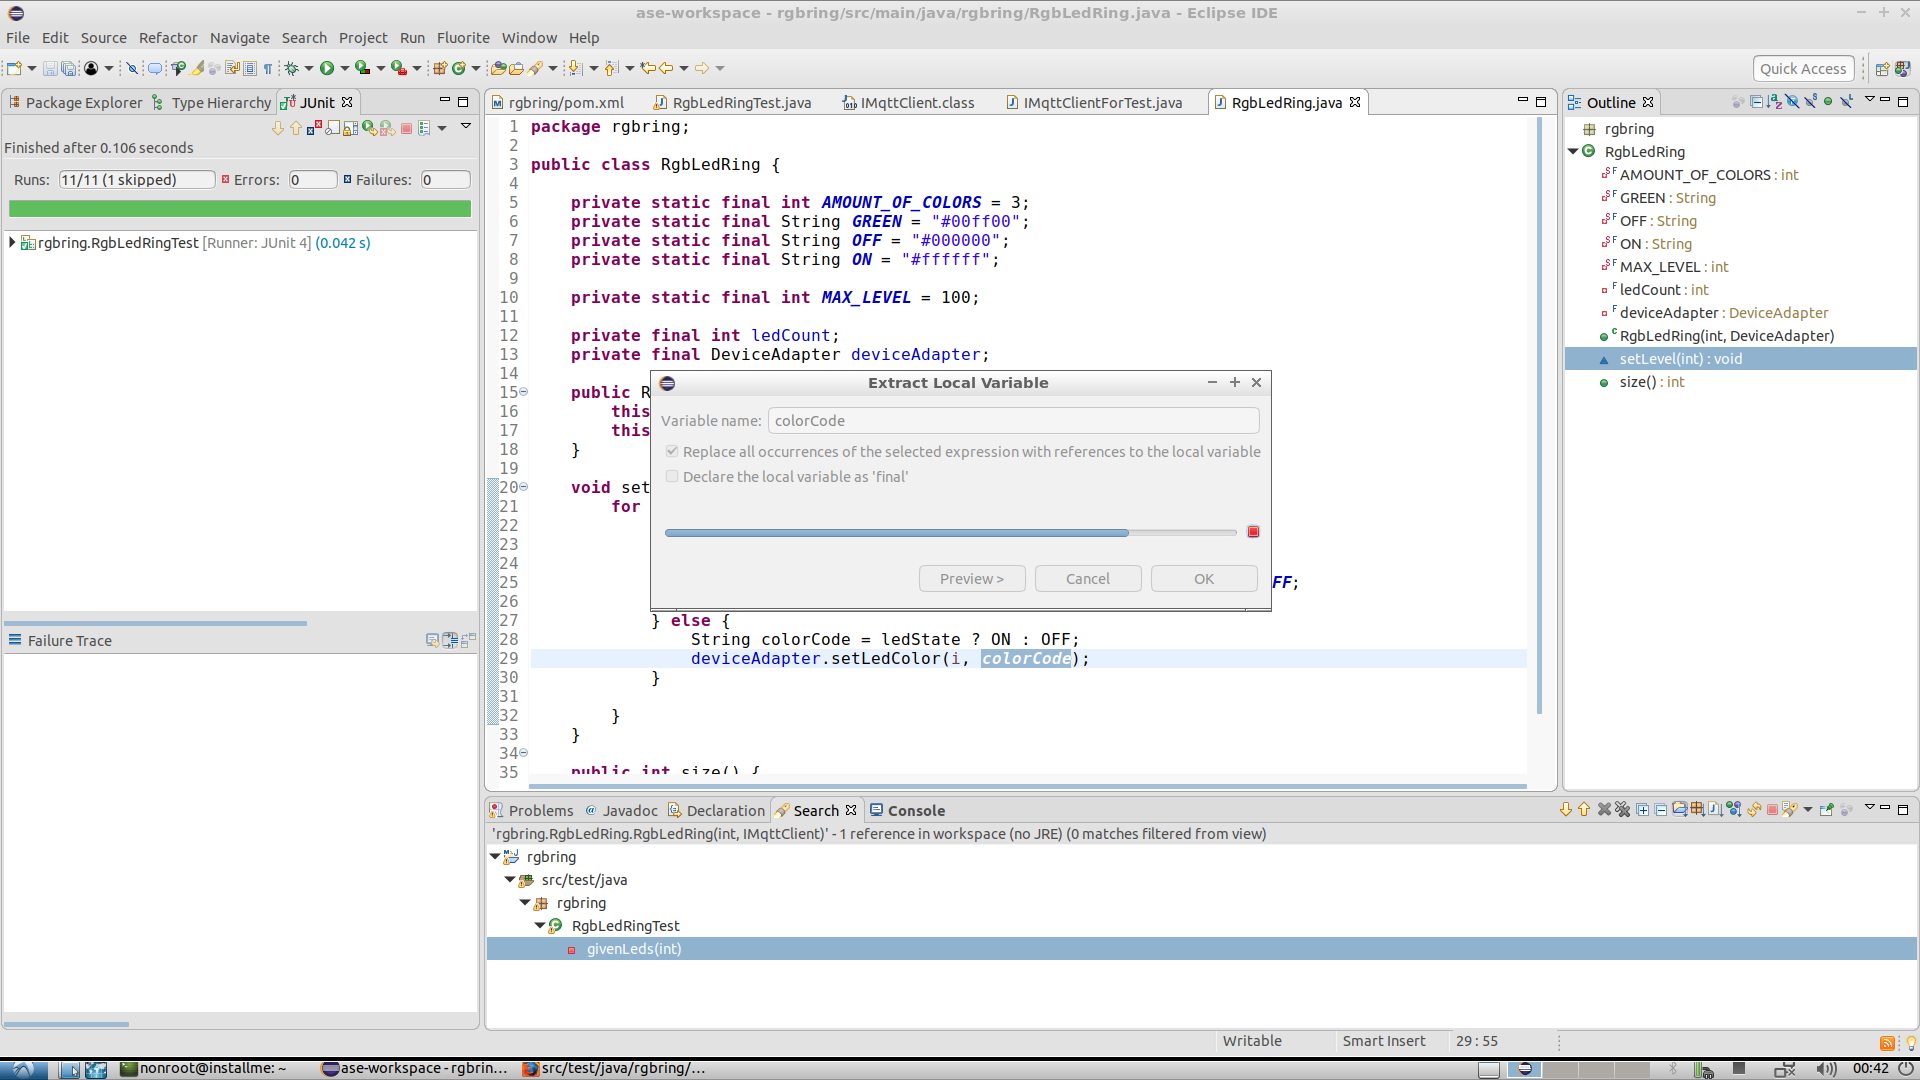 ase-workspace - rgbring/src/main/java/rgbring/RgbLedRing.java - Eclipse IDE
File Edit Source Refactor Navigate Search Project Run Fluorite Window Help
Quick Access
Package Explorer Type Hierarchy JUnit
Finished after 0.106 seconds
Runs: 11/11 (1 skipped) Errors: 0 Failures: 0
rgbring.RgbLedRingTest [Runner: JUnit 4] (0.042 s)
Failure Trace
rgbring/pom.xml RgbLedRingTest.java IMqttClient.class IMqttClientForTest.java RgbLedRing.java
1 package rgbring;
2
3 public class RgbLedRing {
4
5 private static final int AMOUNT_OF_COLORS = 3;
6 private static final String GREEN = "#00ff00";
7 private static final String OFF = "#000000";
8 private static final String ON = "#ffffff";
9
10 private static final int MAX_LEVEL = 100;
11
12 private final int ledCount;
13 private final DeviceAdapter deviceAdapter;
14
15 public R
16 this
17 this
18 }
19
20 void set
21 for
22
23
24
25 FF;
26
27 } else {
28 String colorCode = ledState ? ON : OFF;
29 deviceAdapter.setLedColor(i, colorCode);
30 }
31
32 }
33 }
34
35 public int size() {
Extract Local Variable
Variable name: colorCode
Replace all occurrences of the selected expression with references to the local variable
Declare the local variable as 'final'
Preview > Cancel OK
Outline
rgbring
RgbLedRing
AMOUNT_OF_COLORS : int
GREEN : String
OFF : String
ON : String
MAX_LEVEL : int
ledCount : int
deviceAdapter : DeviceAdapter
RgbLedRing(int, DeviceAdapter)
setLevel(int) : void
size() : int
Problems Javadoc Declaration Search Console
'rgbring.RgbLedRing.RgbLedRing(int, IMqttClient)' - 1 reference in workspace (no JRE) (0 matches filtered from view)
rgbring
src/test/java
rgbring
RgbLedRingTest
givenLeds(int)
Writable Smart Insert 29 : 55
nonroot@installme: ~ ase-workspace - rgbrin... src/test/java/rgbring/... 00:42